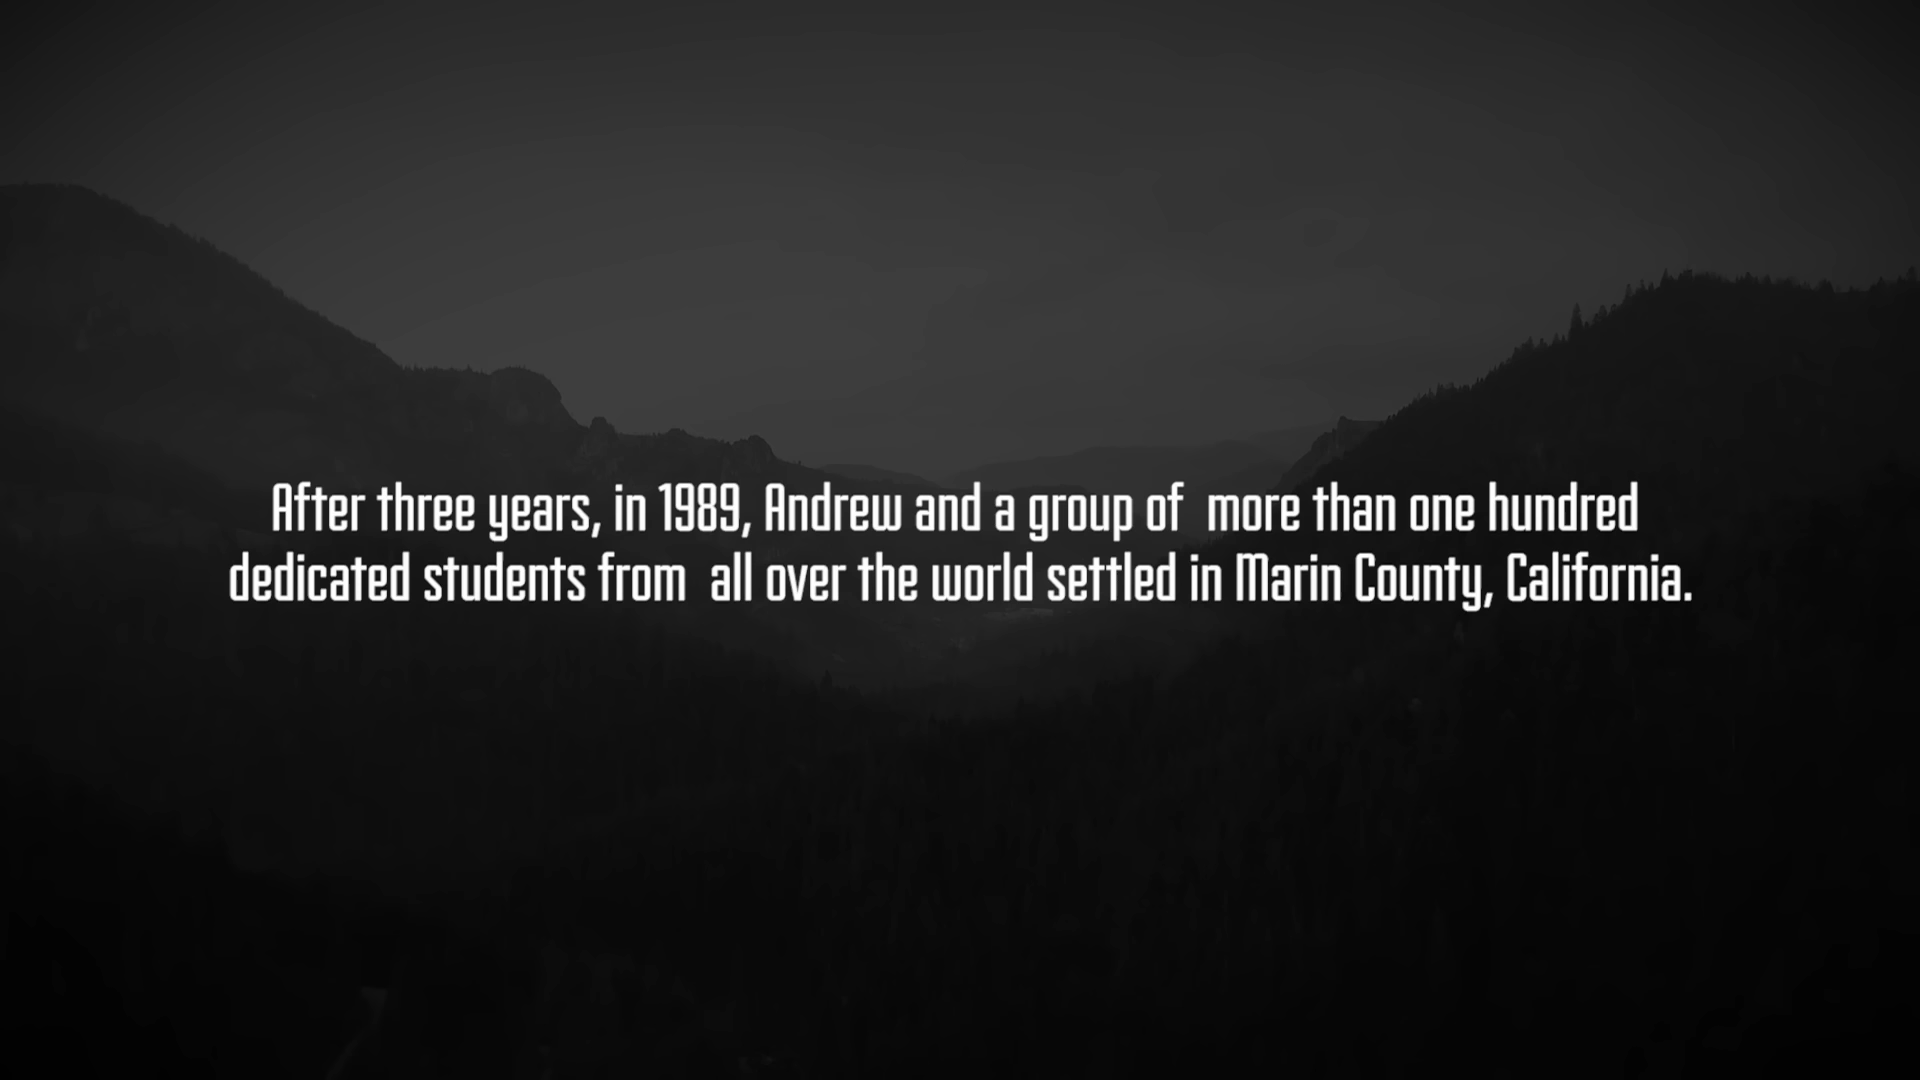 After three years, in 1989, Andrew and a group of  more than one hundred
dedicated students from  all over the world settled in Marin County, California.